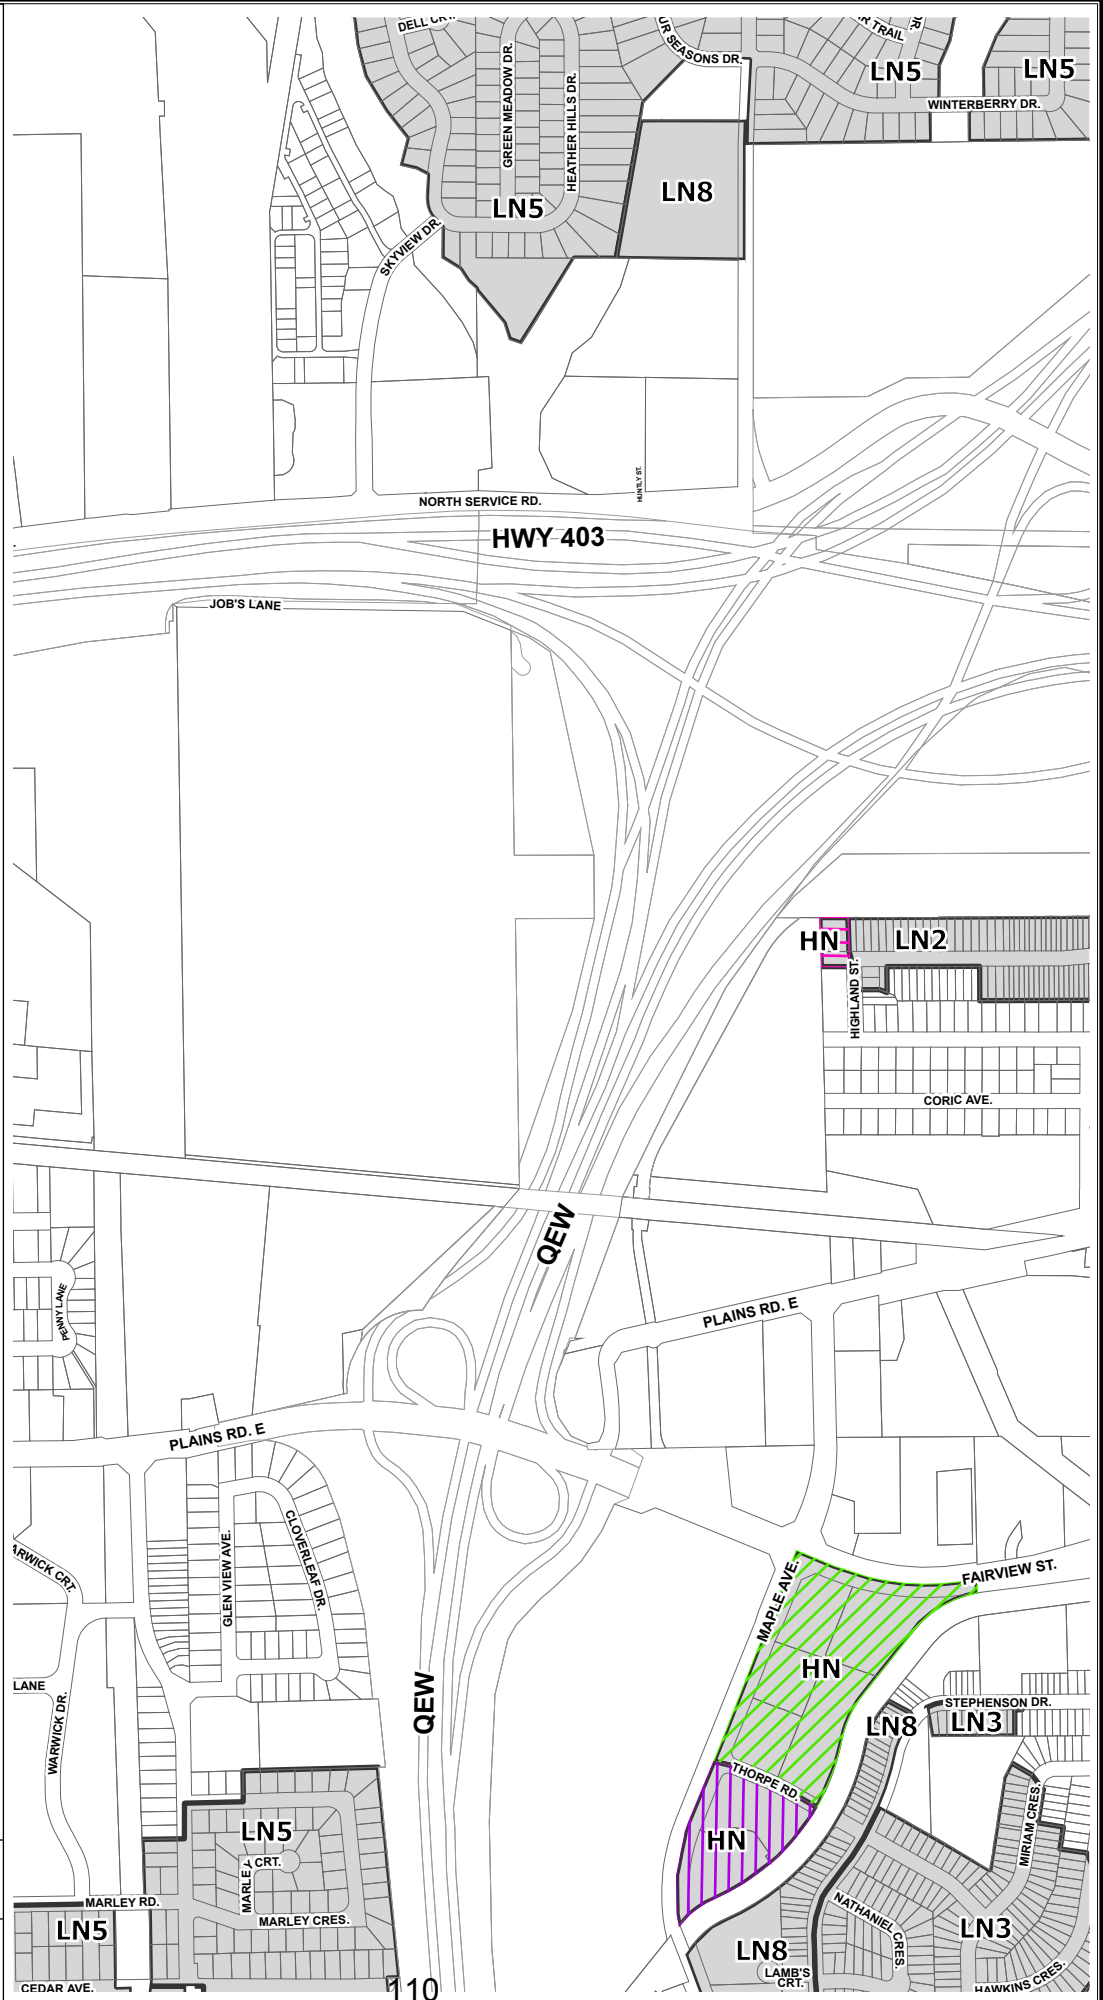 DELL CRT.
GREEN MEADOW DR.
HEATHER HILLS DR.
SEASONS DR.
TRAIL
LN5
LN5
WINTERBERRY DR.
LN8
LN5
SKYVIEW DR.
HUNTLY ST.
NORTH SERVICE RD.
HWY 403
JOB'S LANE
HN
LN2
HIGHLAND ST.
CORIC AVE.
QEW
PENNY LANE
PLAINS RD. E
PLAINS RD. E
CLOVERLEAF DR.
GLEN VIEW AVE.
ARWICK CRT.
MAPLE AVE.
FAIRVIEW ST.
HN
LANE
WARWICK DR.
QEW
STEPHENSON DR.
LN8
LN3
THORPE RD.
HN
MIRIAM CRES.
LN5
MARLEY CRT.
MARLEY RD.
MARLEY CRES.
LN5
NATHANIEL CRES.
LN3
LN8
LAMB'S
CRT.
HAWKINS CRES.
CEDAR AVE.
110